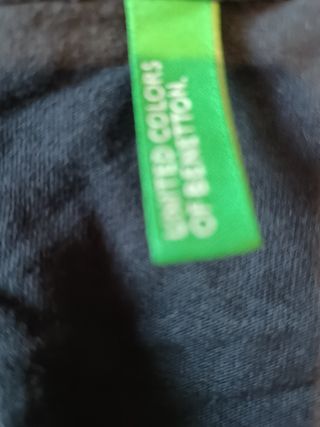 UNITED COLORS
OF BENETTON.